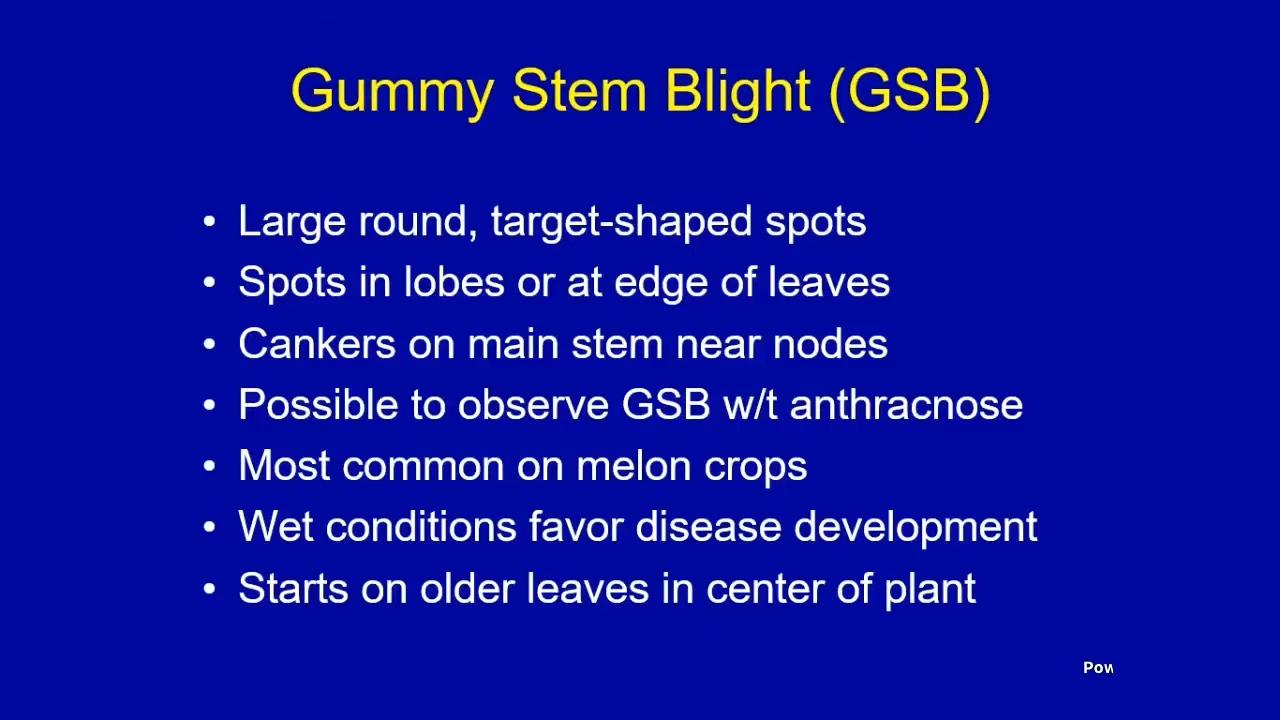 Gummy Stem Blight (GSB)
• Large round, target-shaped spots
• Spots in lobes or at edge of leaves
• Cankers on main stem near nodes
• Possible to observe GSB w/t anthracnose
• Most common on melon crops
• Wet conditions favor disease development
• Starts on older leaves in center of plant